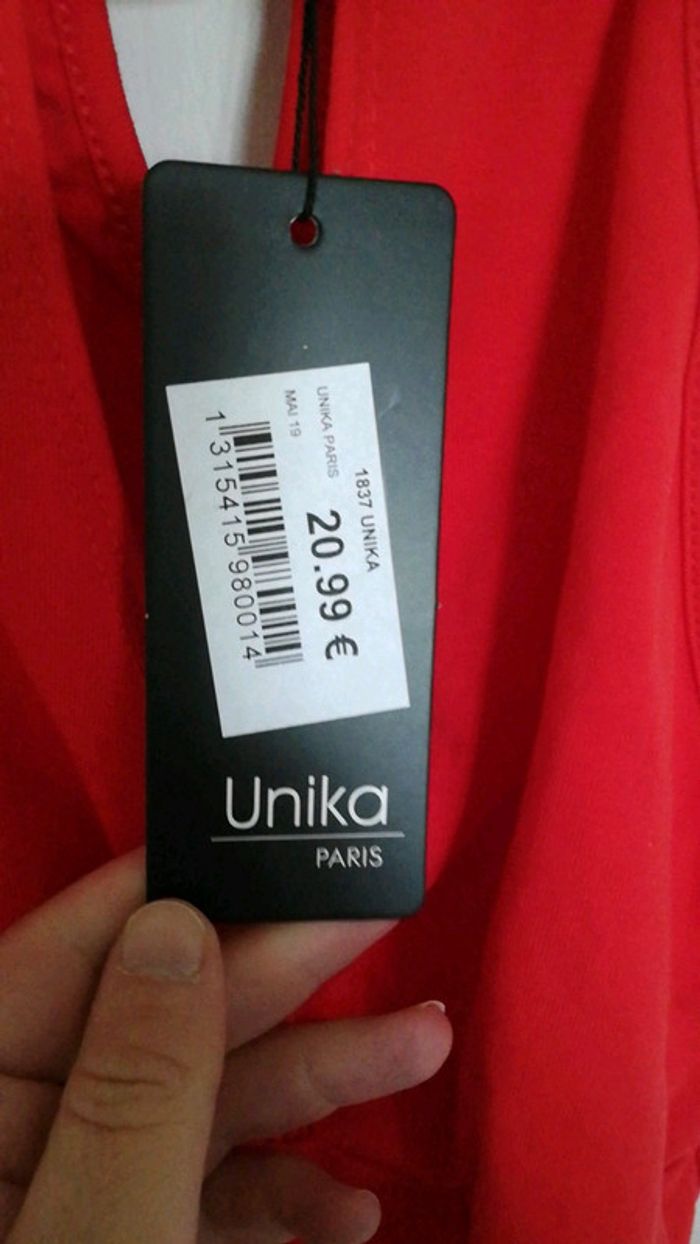 1837 UNIKA
UNIKA PARIS 20.99 €
MAI 19
1 315415 980014
Unika
PARIS